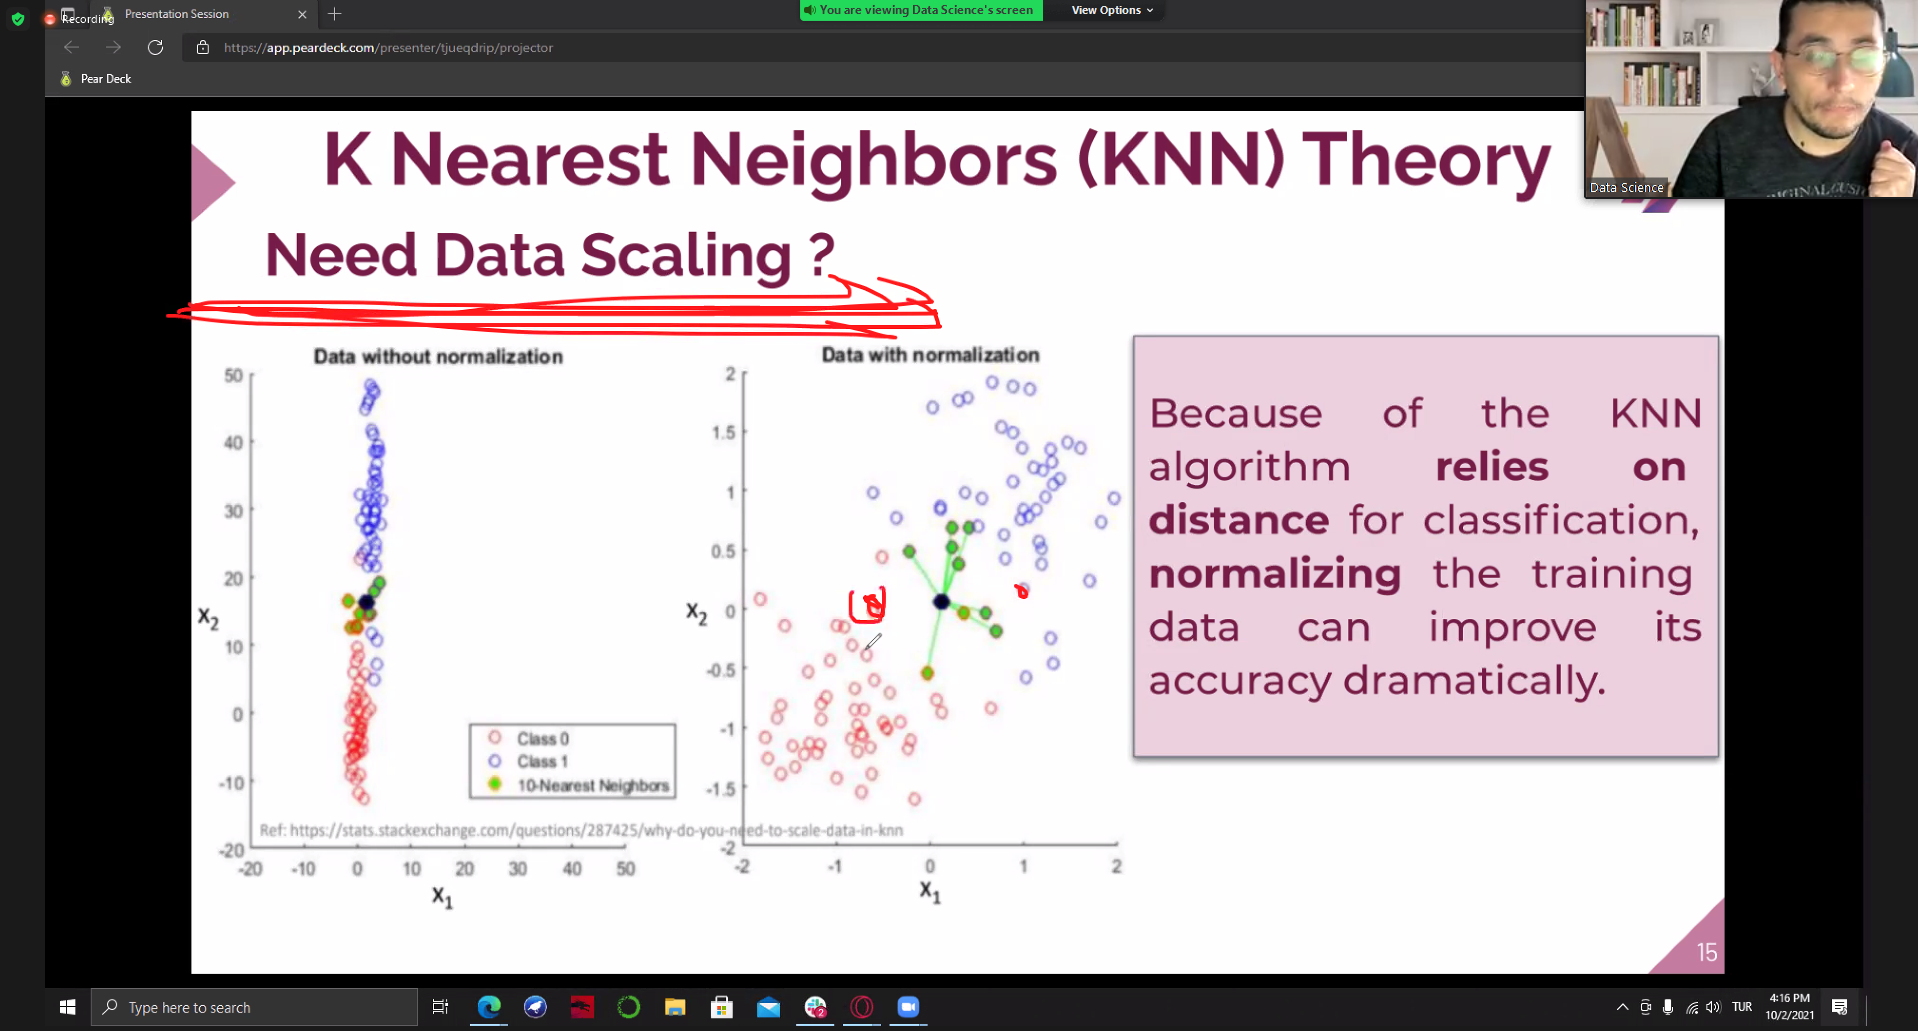 Recording
Presentation Session
You are viewing Data Science's screen
View Options
https://app.peardeck.com/presenter/tjueqdrip/projector
Pear Deck
Data Science
K Nearest Neighbors (KNN) Theory
Need Data Scaling ?
Data without normalization
50
40
30
20
10
0
-10
-20
X2
-20 -10 0 10 20 30 40 50
X1
Class 0
Class 1
10-Nearest Neighbors
Ref: https://stats.stackexchange.com/questions/287425/why-do-you-need-to-scale-data-in-knn
Data with normalization
2
1.5
1
0.5
0
-0.5
-1
-1.5
-2
X2
-2 -1 0 1 2
X1
Because of the KNN
algorithm relies on
distance for classification,
normalizing the training
data can improve its
accuracy dramatically.
15
Type here to search
2
TUR
4:16 PM
10/2/2021